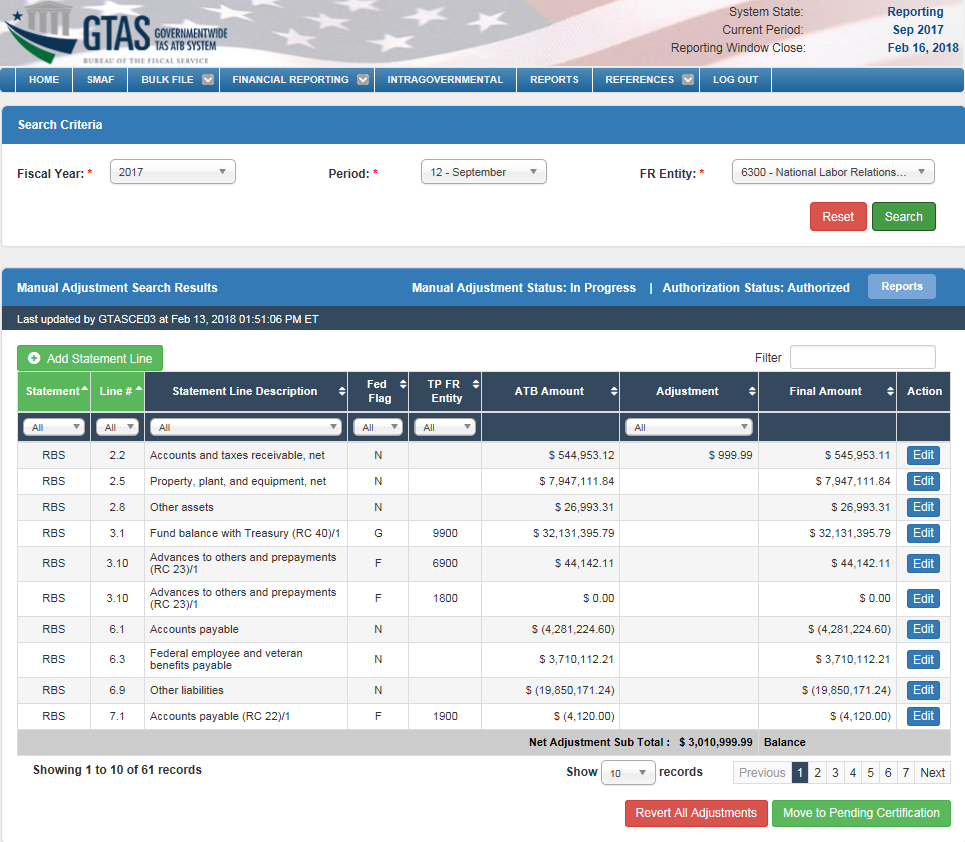 System State: Reporting
Current Period: Sep 2017
Reporting Window Close: Feb 16, 2018
GTAS GOVERNMENTWIDE
TAS ATB SYSTEM
BUREAU OF THE FISCAL SERVICE
HOME SMAF BULK FILE FINANCIAL REPORTING INTRAGOVERNMENTAL REPORTS REFERENCES LOG OUT
Search Criteria
Fiscal Year: * 2017 Period: * 12 - September FR Entity: * 6300 - National Labor Relations...
Reset Search
Manual Adjustment Search Results Manual Adjustment Status: In Progress | Authorization Status: Authorized Reports
Last updated by GTASCE03 at Feb 13, 2018 01:51:06 PM ET
Add Statement Line Filter
Statement Line # Statement Line Description Fed Flag TP FR Entity ATB Amount Adjustment Final Amount Action
All All All All All All
RBS 2.2 Accounts and taxes receivable, net N $ 544,953.12 $ 999.99 $ 545,953.11 Edit
RBS 2.5 Property, plant, and equipment, net N $ 7,947,111.84 $ 7,947,111.84 Edit
RBS 2.8 Other assets N $ 26,993.31 $ 26,993.31 Edit
RBS 3.1 Fund balance with Treasury (RC 40)/1 G 9900 $ 32,131,395.79 $ 32,131,395.79 Edit
RBS 3.10 Advances to others and prepayments (RC 23)/1 F 6900 $ 44,142.11 $ 44,142.11 Edit
RBS 3.10 Advances to others and prepayments (RC 23)/1 F 1800 $ 0.00 $ 0.00 Edit
RBS 6.1 Accounts payable N $ (4,281,224.60) $ (4,281,224.60) Edit
RBS 6.3 Federal employee and veteran benefits payable N $ 3,710,112.21 $ 3,710,112.21 Edit
RBS 6.9 Other liabilities N $ (19,850,171.24) $ (19,850,171.24) Edit
RBS 7.1 Accounts payable (RC 22)/1 F 1900 $ (4,120.00) $ (4,120.00) Edit
Net Adjustment Sub Total : $ 3,010,999.99 Balance
Showing 1 to 10 of 61 records Show 10 records Previous 1 2 3 4 5 6 7 Next
Revert All Adjustments Move to Pending Certification